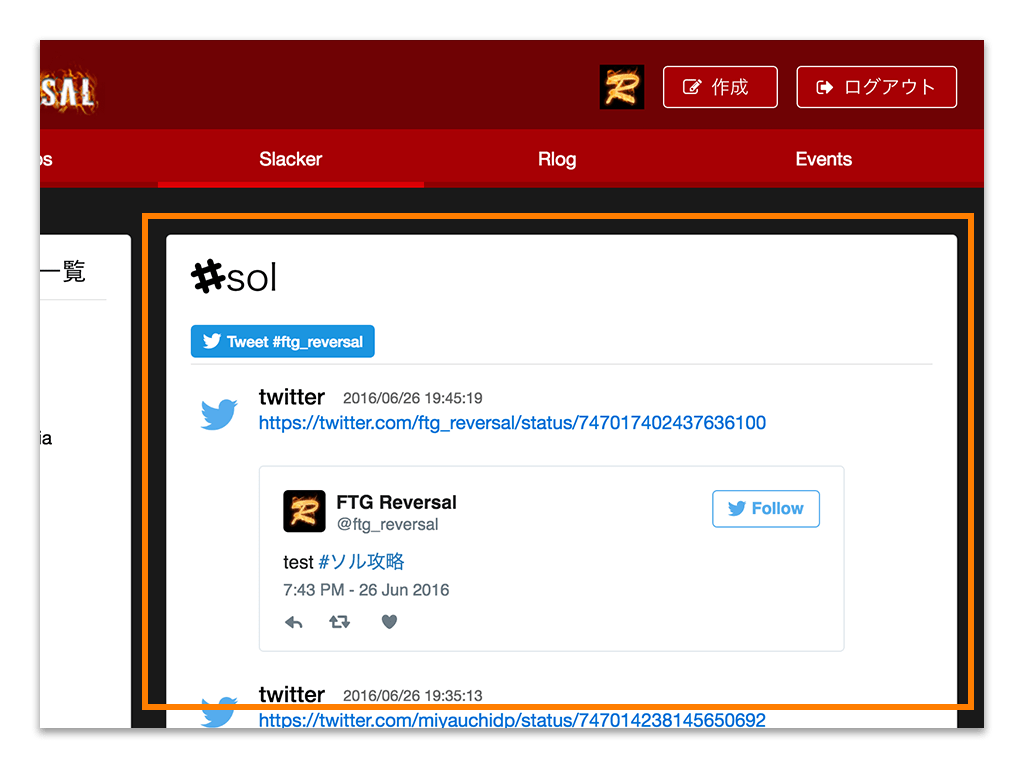 SAL
作成
ログアウト
Slacker
Rlog
Events
一覧
ia
#sol
Tweet #ftg_reversal
twitter 2016/06/26 19:45:19
https://twitter.com/ftg_reversal/status/747017402437636100
FTG Reversal
@ftg_reversal
Follow
test #ソル攻略
7:43 PM - 26 Jun 2016
twitter 2016/06/26 19:35:13
https://twitter.com/miyauchidp/status/747014238145650692